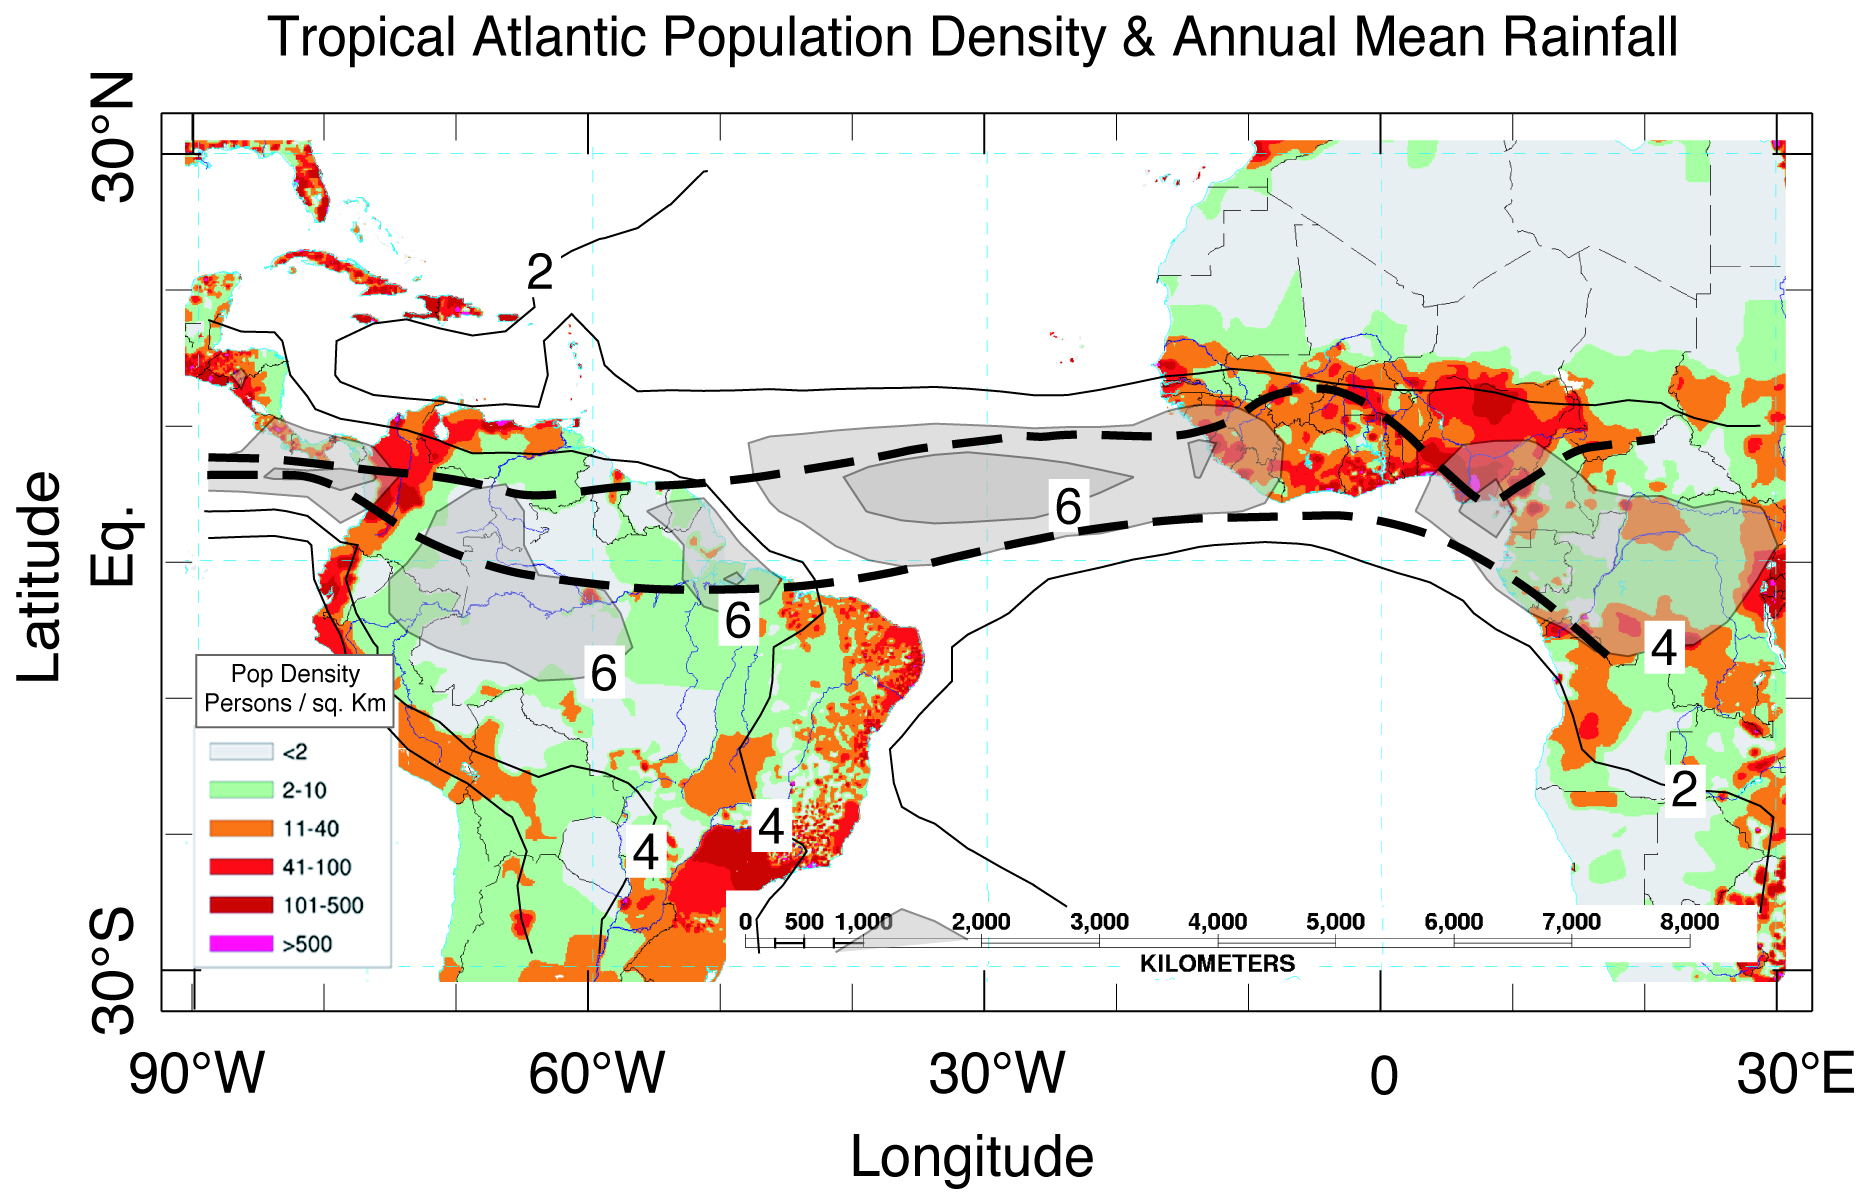 Tropical Atlantic Population Density & Annual Mean Rainfall
30°N
Eq.
30°S
Latitude
2
6
6
6
4
4
4
2
Pop Density
Persons / sq. Km
<2
2-10
11-40
41-100
101-500
>500
0 500 1,000 2,000 3,000 4,000 5,000 6,000 7,000 8,000
KILOMETERS
90°W 60°W 30°W 0 30°E
Longitude